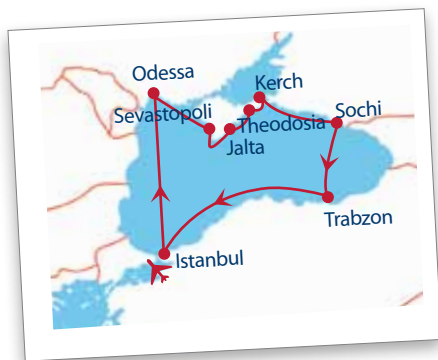 Odessa
Kerch
Sevastopoli
Sochi
Theodosia
Jalta
Trabzon
Istanbul